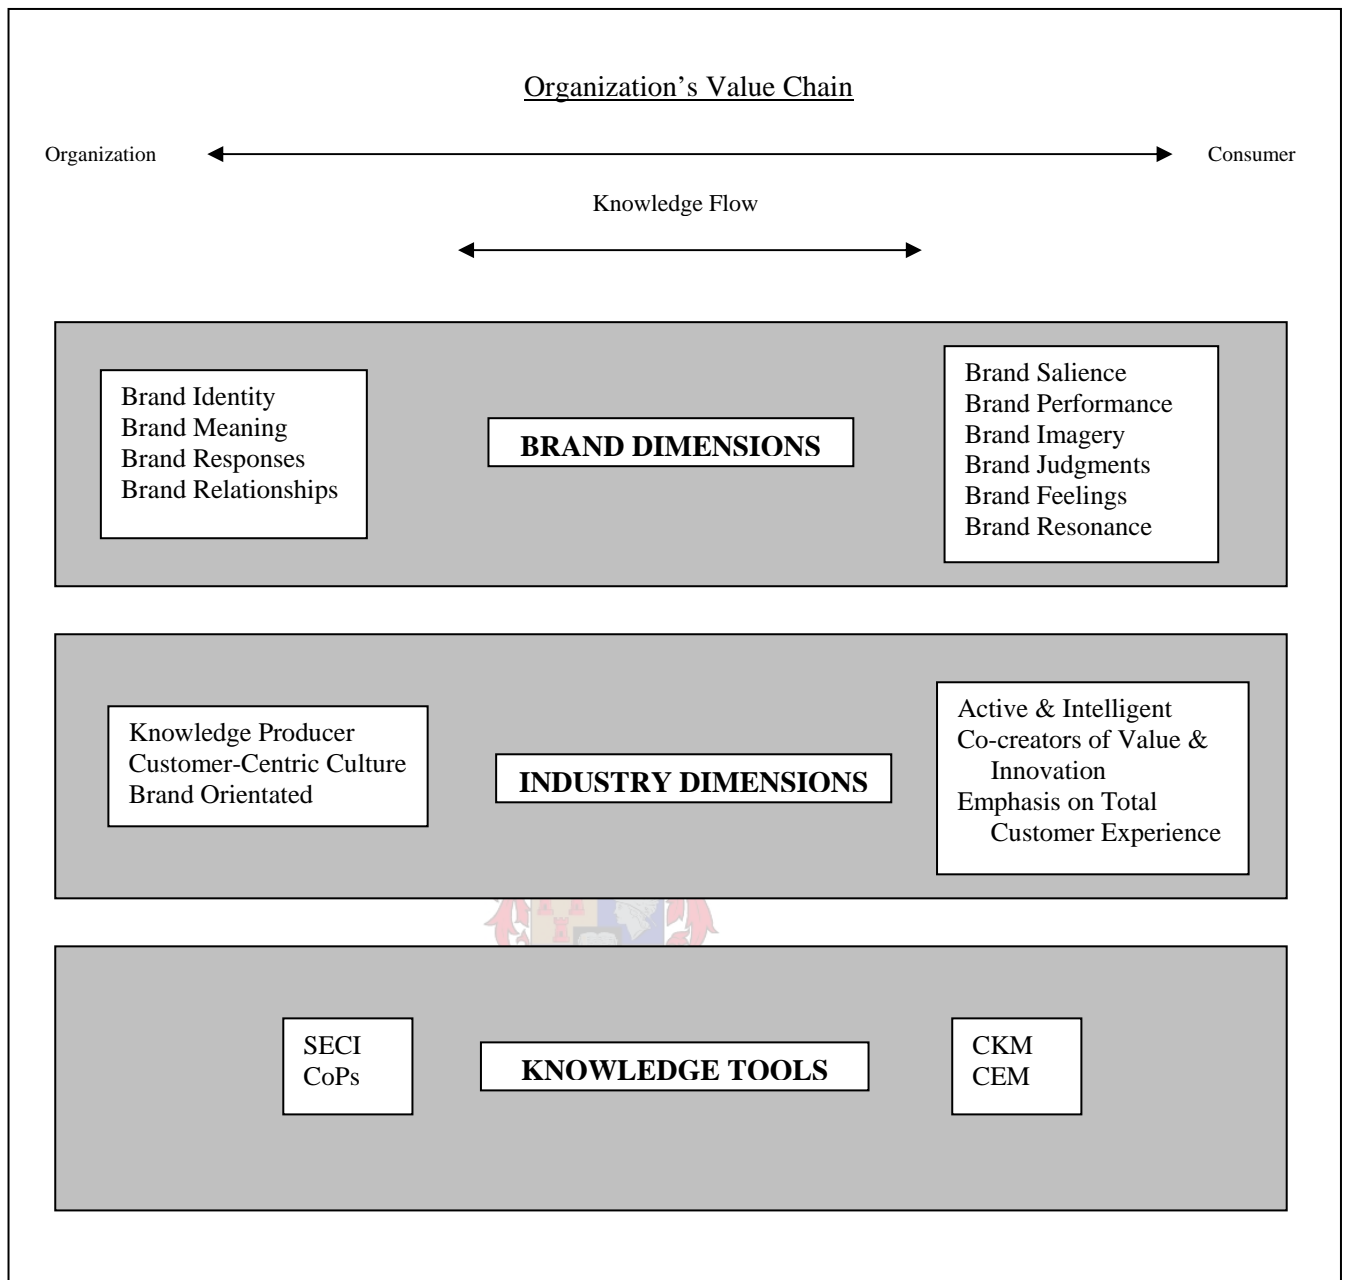 Organization’s Value Chain
Organization
Consumer
Knowledge Flow
Brand Identity
Brand Meaning
Brand Responses
Brand Relationships
BRAND DIMENSIONS
Brand Salience
Brand Performance
Brand Imagery
Brand Judgments
Brand Feelings
Brand Resonance
Knowledge Producer
Customer-Centric Culture
Brand Orientated
INDUSTRY DIMENSIONS
Active & Intelligent
Co-creators of Value &
Innovation
Emphasis on Total
Customer Experience
SECI
CoPs
KNOWLEDGE TOOLS
CKM
CEM